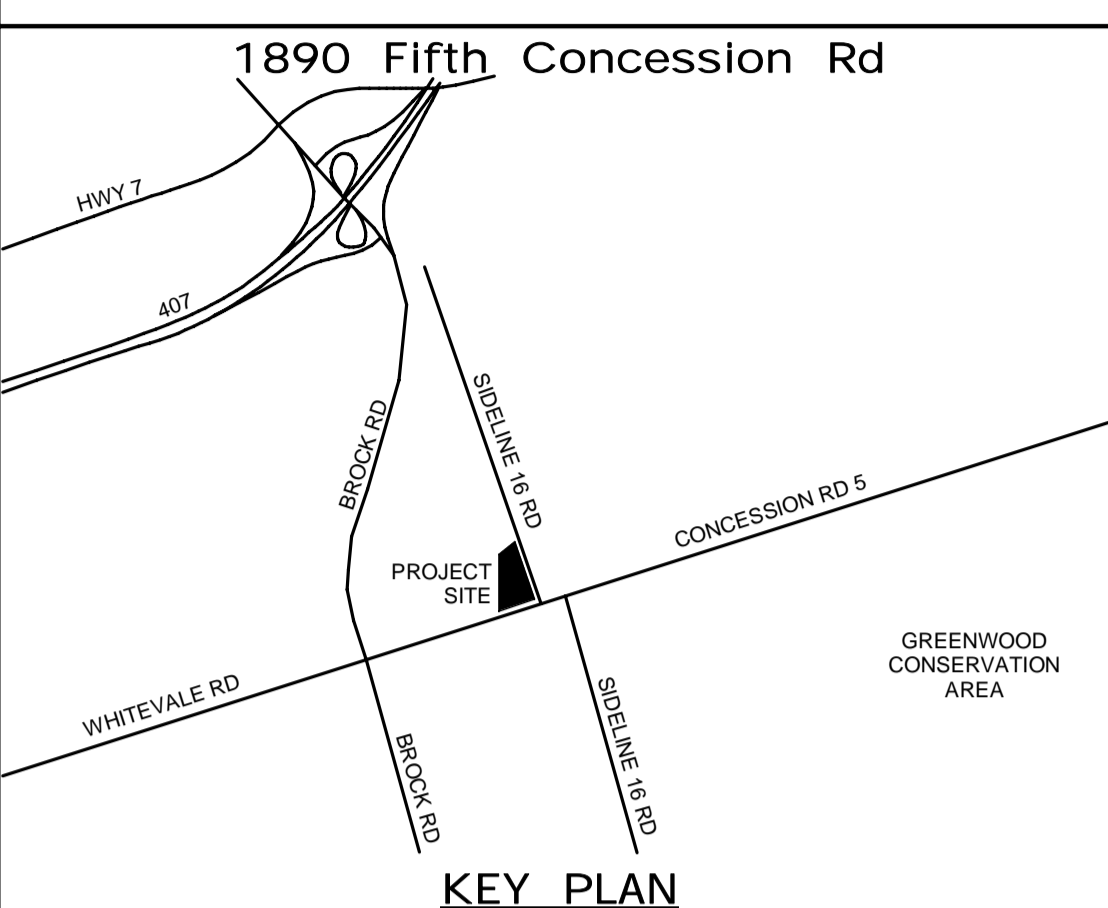 1890 Fifth Concession Rd
HWY 7
407
SIDELINE 16 RD
BROCK RD
CONCESSION RD 5
PROJECT
SITE
GREENWOOD
CONSERVATION
AREA
WHITEVALE RD
SIDELINE 16 RD
BROCK RD
KEY PLAN